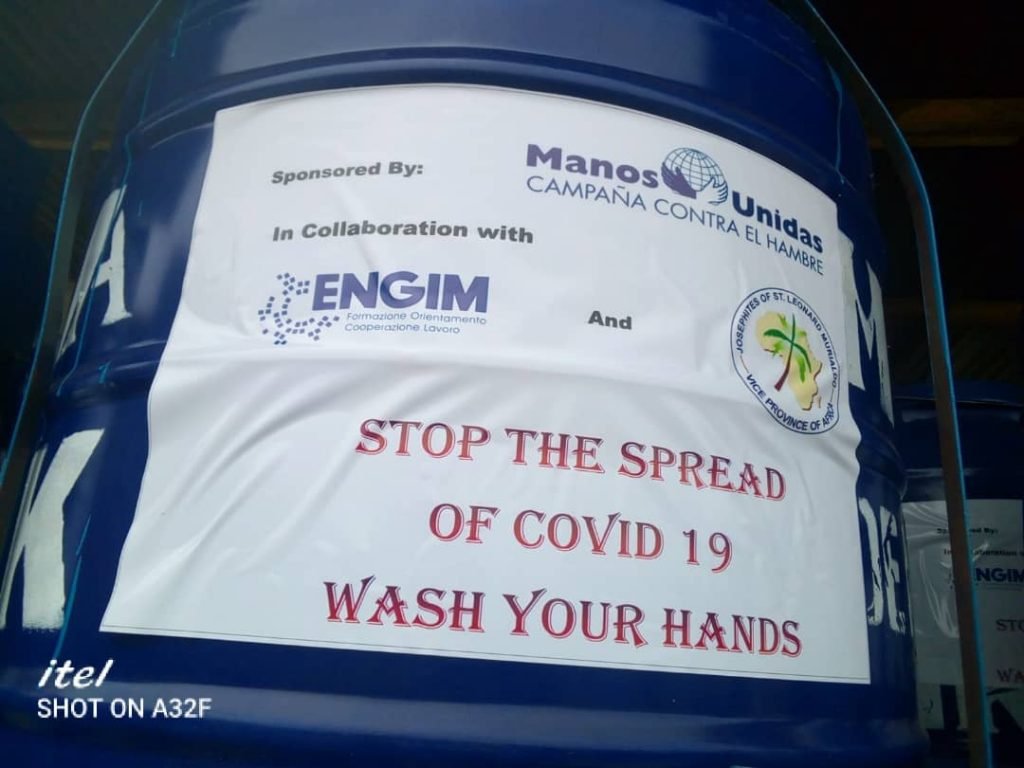 Sponsored By:
Manos Unidas
CAMPAÑA CONTRA EL HAMBRE
In Collaboration with
ENGIM
Formazione Orientamento
Cooperazione Lavoro
And
JOSEPHITES OF ST. LEONARD MURIALDO
VICE PROVINCE OF AFRICA
STOP THE SPREAD
OF COVID 19
WASH YOUR HANDS
A
K
M
DE
ENGIM
itel
SHOT ON A32F